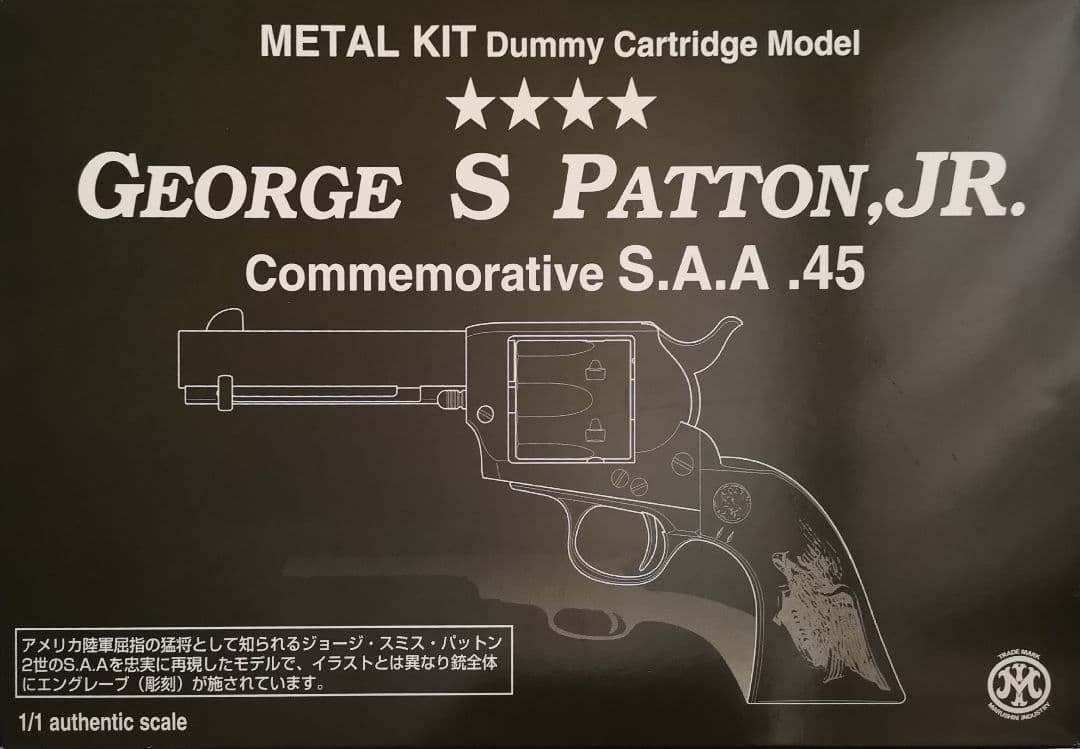 METAL KIT Dummy Cartridge Model
GEORGE S PATTON,JR.
Commemorative S.A.A .45
アメリカ陸軍屈指の猛将として知られるジョージ・スミス・パットン
2世のS.A.Aを忠実に再現したモデルで、イラストとは異なり銃全体
にエングレーブ（彫刻）が施されています。
1/1 authentic scale
TRADE MARK
MARUSHIN INDUSTRY